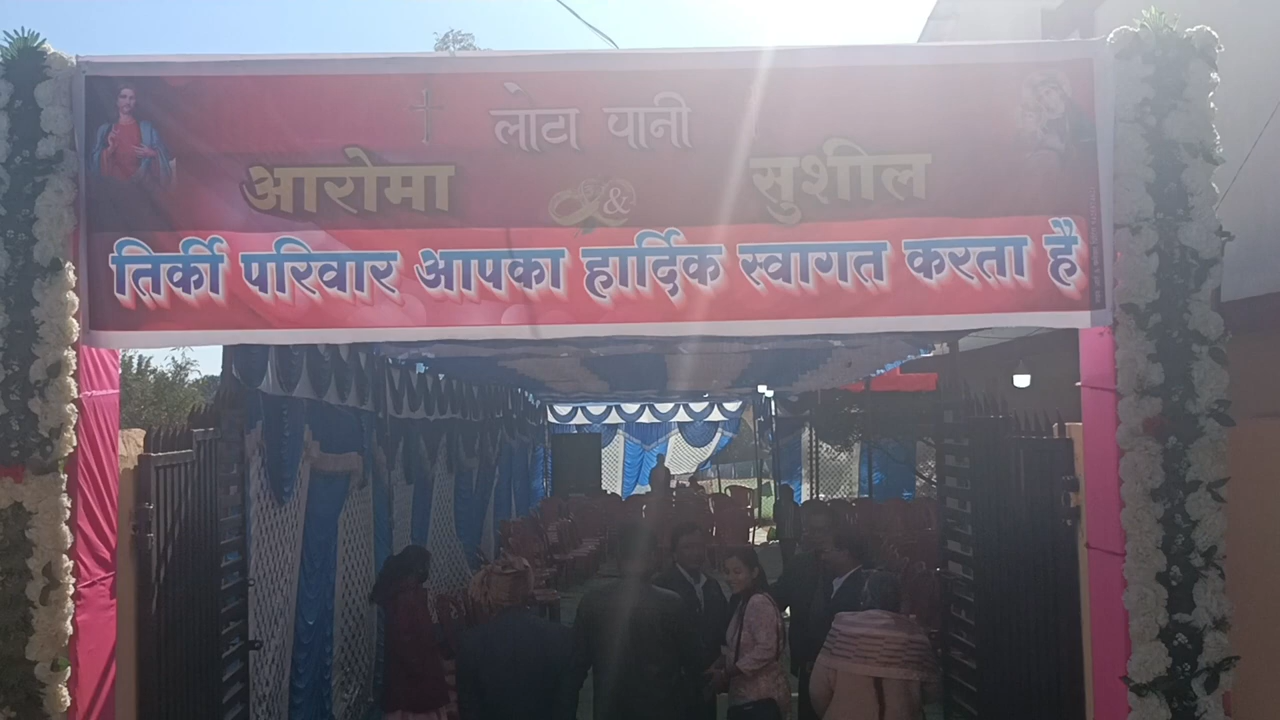 लोटा पानी
आरोमा & सुशील
तिर्की परिवार आपका हार्दिक स्वागत करता है